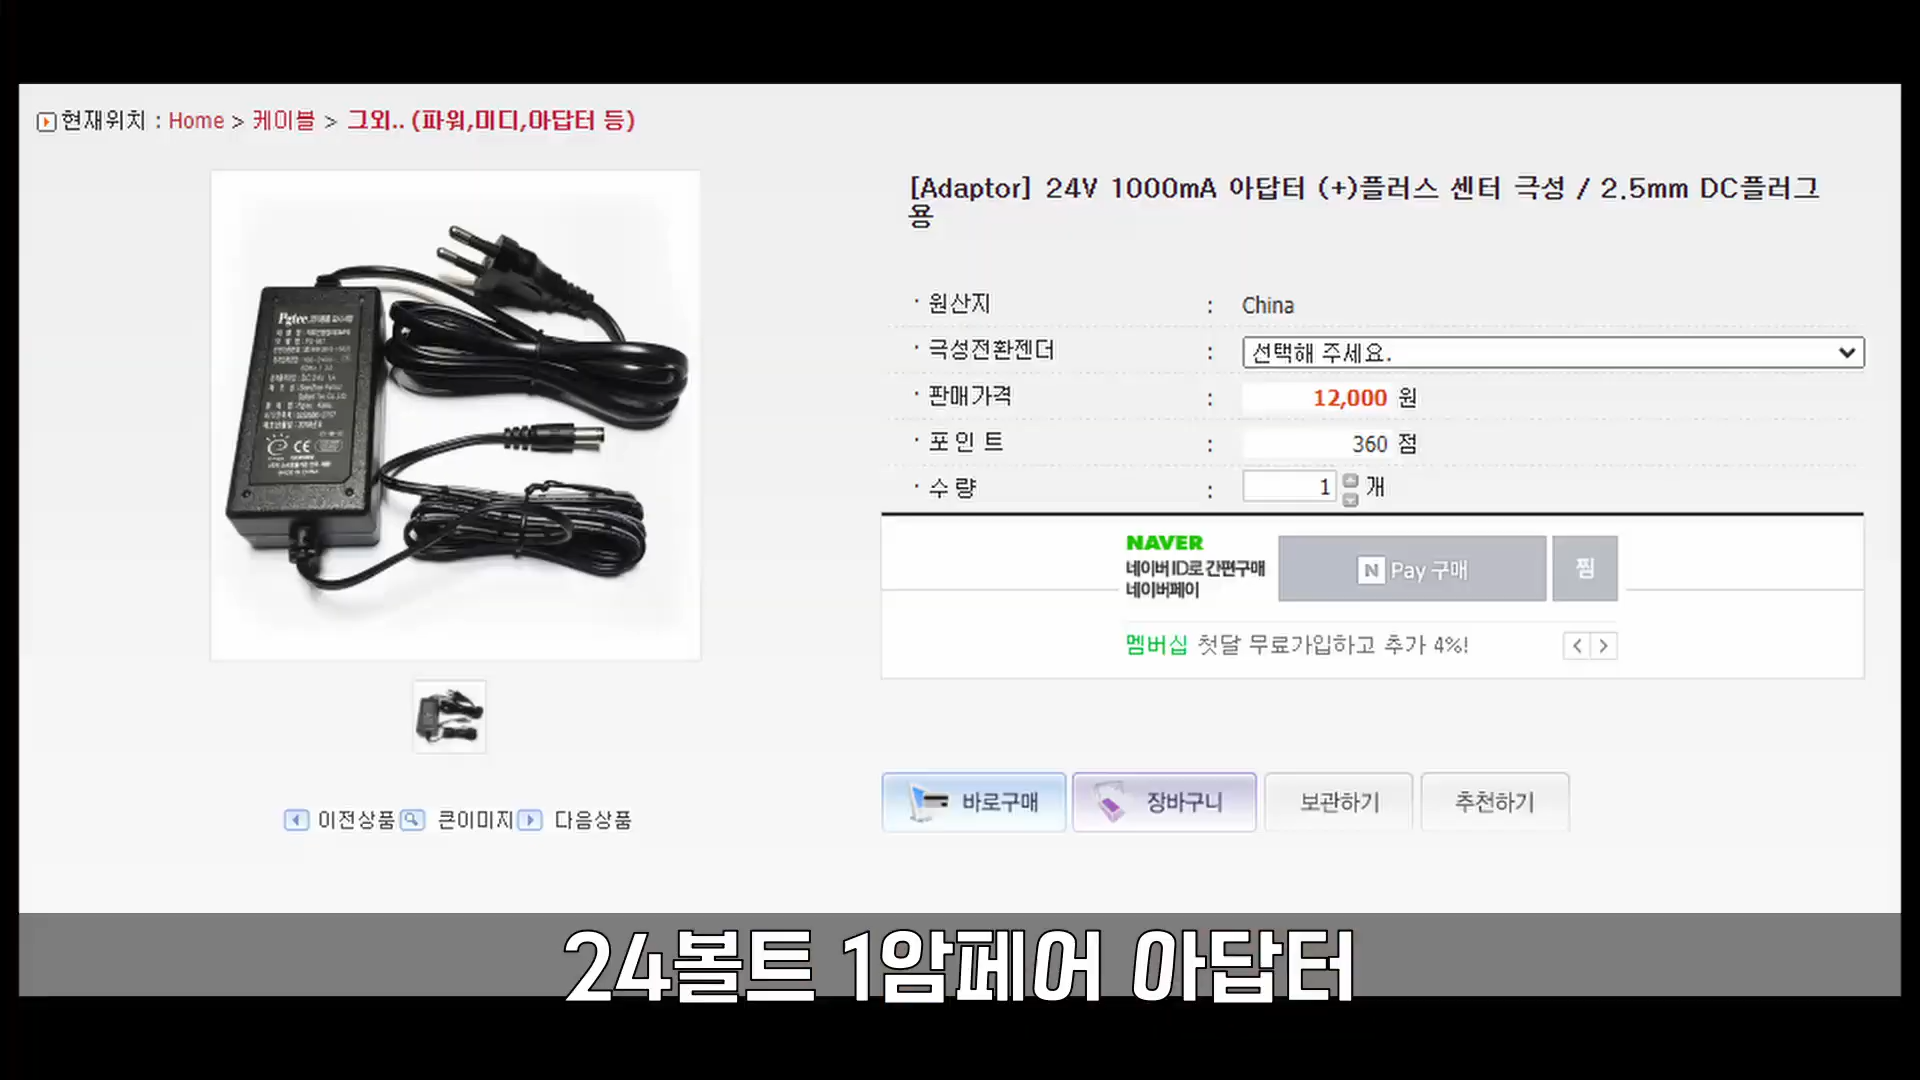 현재위치 : Home > 케이블 > 그외.. (파워,미디,아답터 등)
[Adaptor] 24V 1000mA 아답터 (+)플러스 센터 극성 / 2.5mm DC플러그
용
· 원산지 : China
· 극성전환젠더 : 선택해 주세요.
· 판매가격 : 12,000 원
· 포 인 트 : 360 점
· 수 량 : 1 개
NAVER
네이버 ID로 간편구매
네이버페이
N Pay 구매
찜
멤버십 첫달 무료가입하고 추가 4%!
Pgtec
CE
이전상품 큰이미지 다음상품
바로구매 장바구니 보관하기 추천하기
24볼트 1암페어 아답터